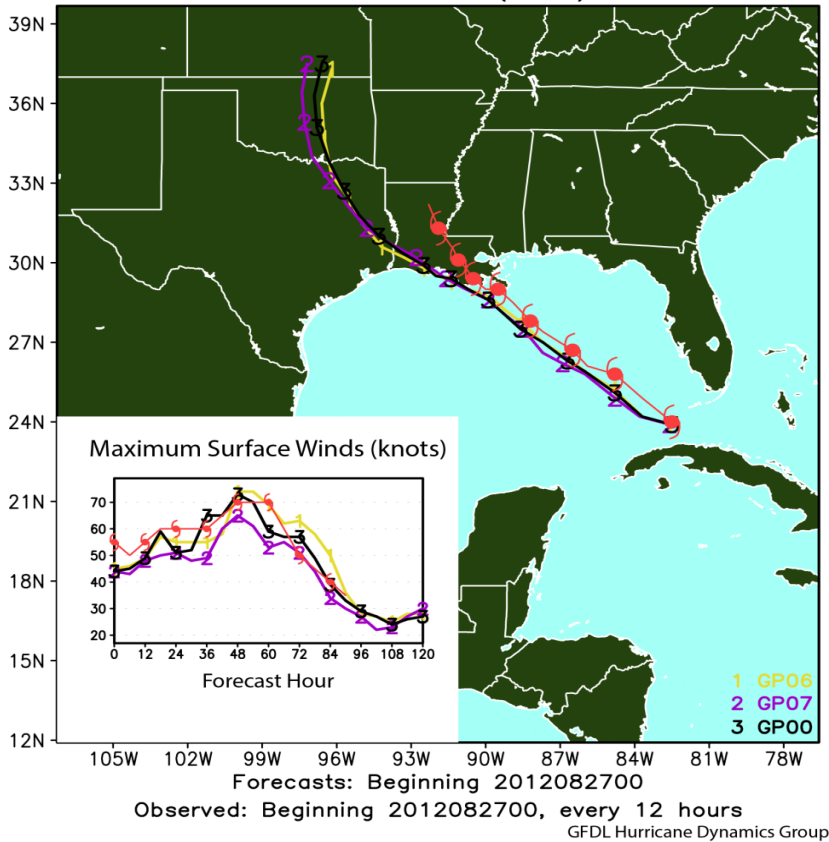 39N
36N
33N
30N
27N
24N
21N
18N
15N
12N
Maximum Surface Winds (knots)
70
60
50
40
30
20
0 12 24 36 48 60 72 84 96 108 120
Forecast Hour
1 GP06
2 GP07
3 GP00
105W 102W 99W 96W 93W 90W 87W 84W 81W 78W
Forecasts: Beginning 2012082700
Observed: Beginning 2012082700, every 12 hours
GFDL Hurricane Dynamics Group